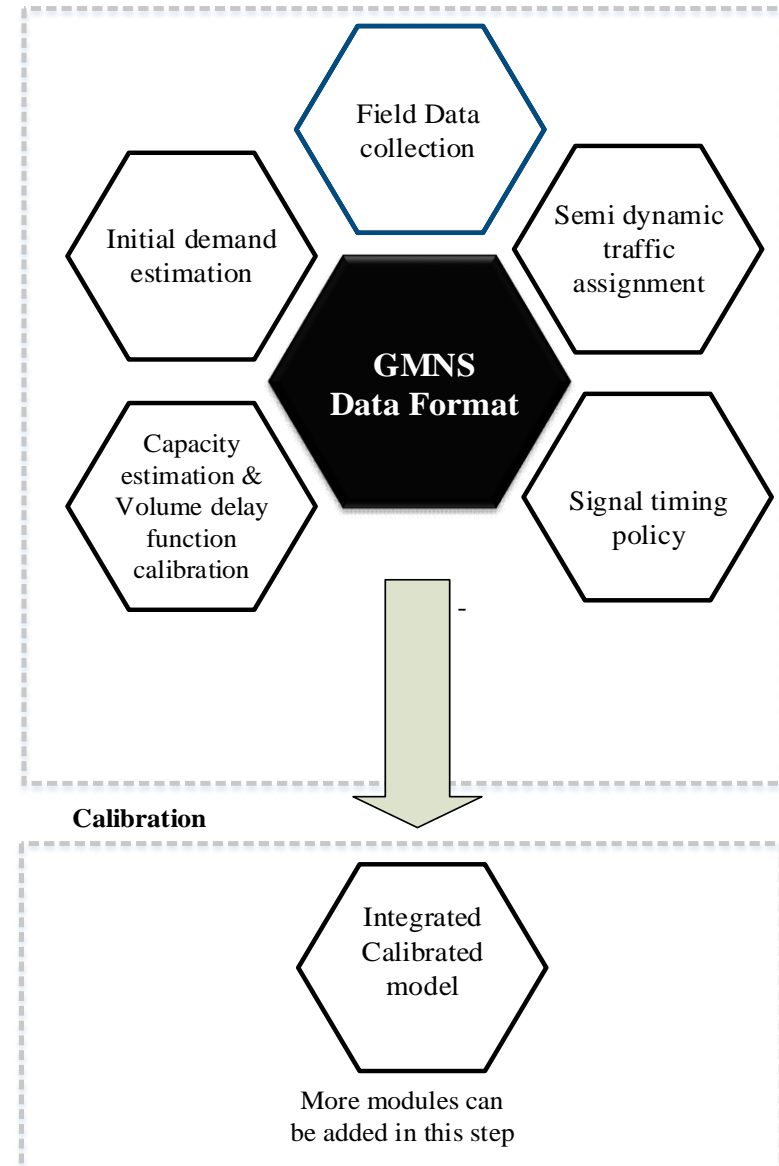 Field Data
collection
Initial demand
estimation
Semi dynamic
traffic
assignment
GMNS
Data Format
Capacity
estimation &
Volume delay
function
calibration
Signal timing
policy
-
Calibration
Integrated
Calibrated
model
More modules can
be added in this step